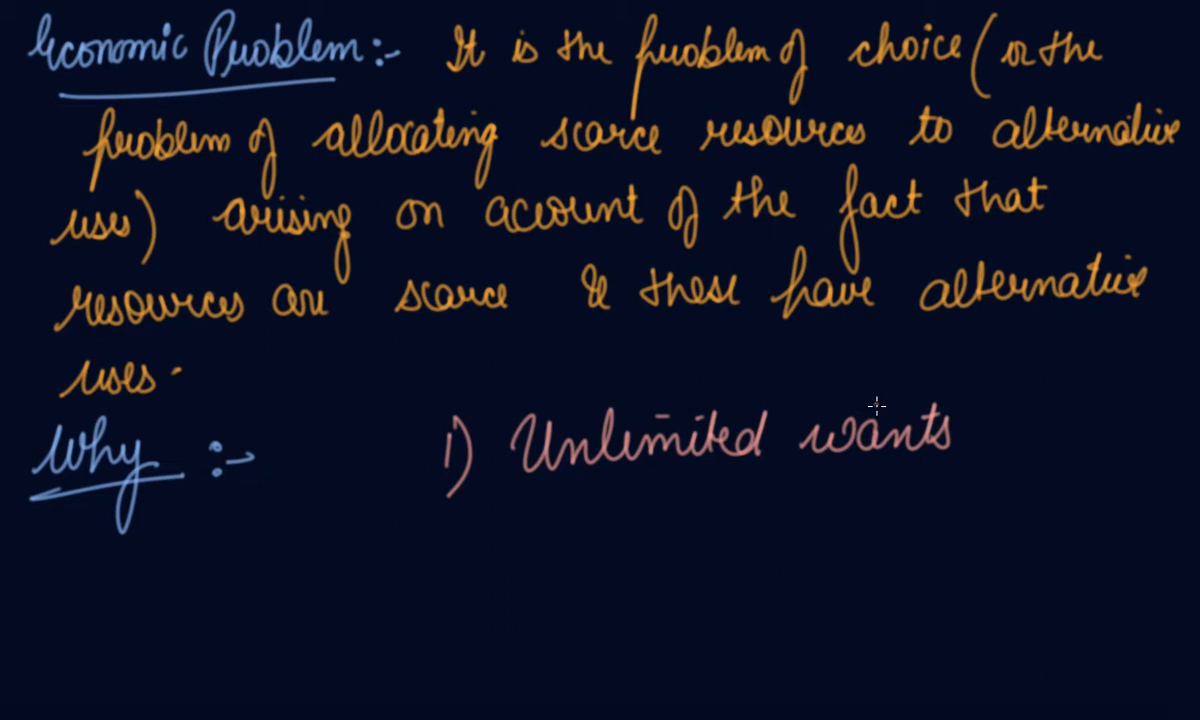 Economic Problem:- It is the problem of choice (or the
problem of allocating scarce resources to alternative
uses) arising on account of the fact that
resources are scarce & these have alternative
uses.
Why :- 1) Unlimited wants